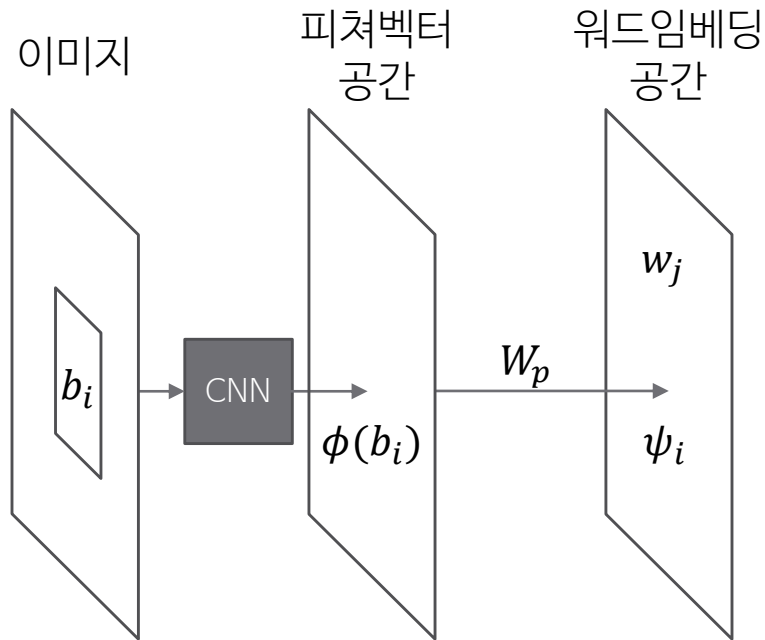 이미지
피쳐벡터
공간
워드임베딩
공간
b_i
CNN
ϕ(b_i)
W_p
w_j
ψ_i